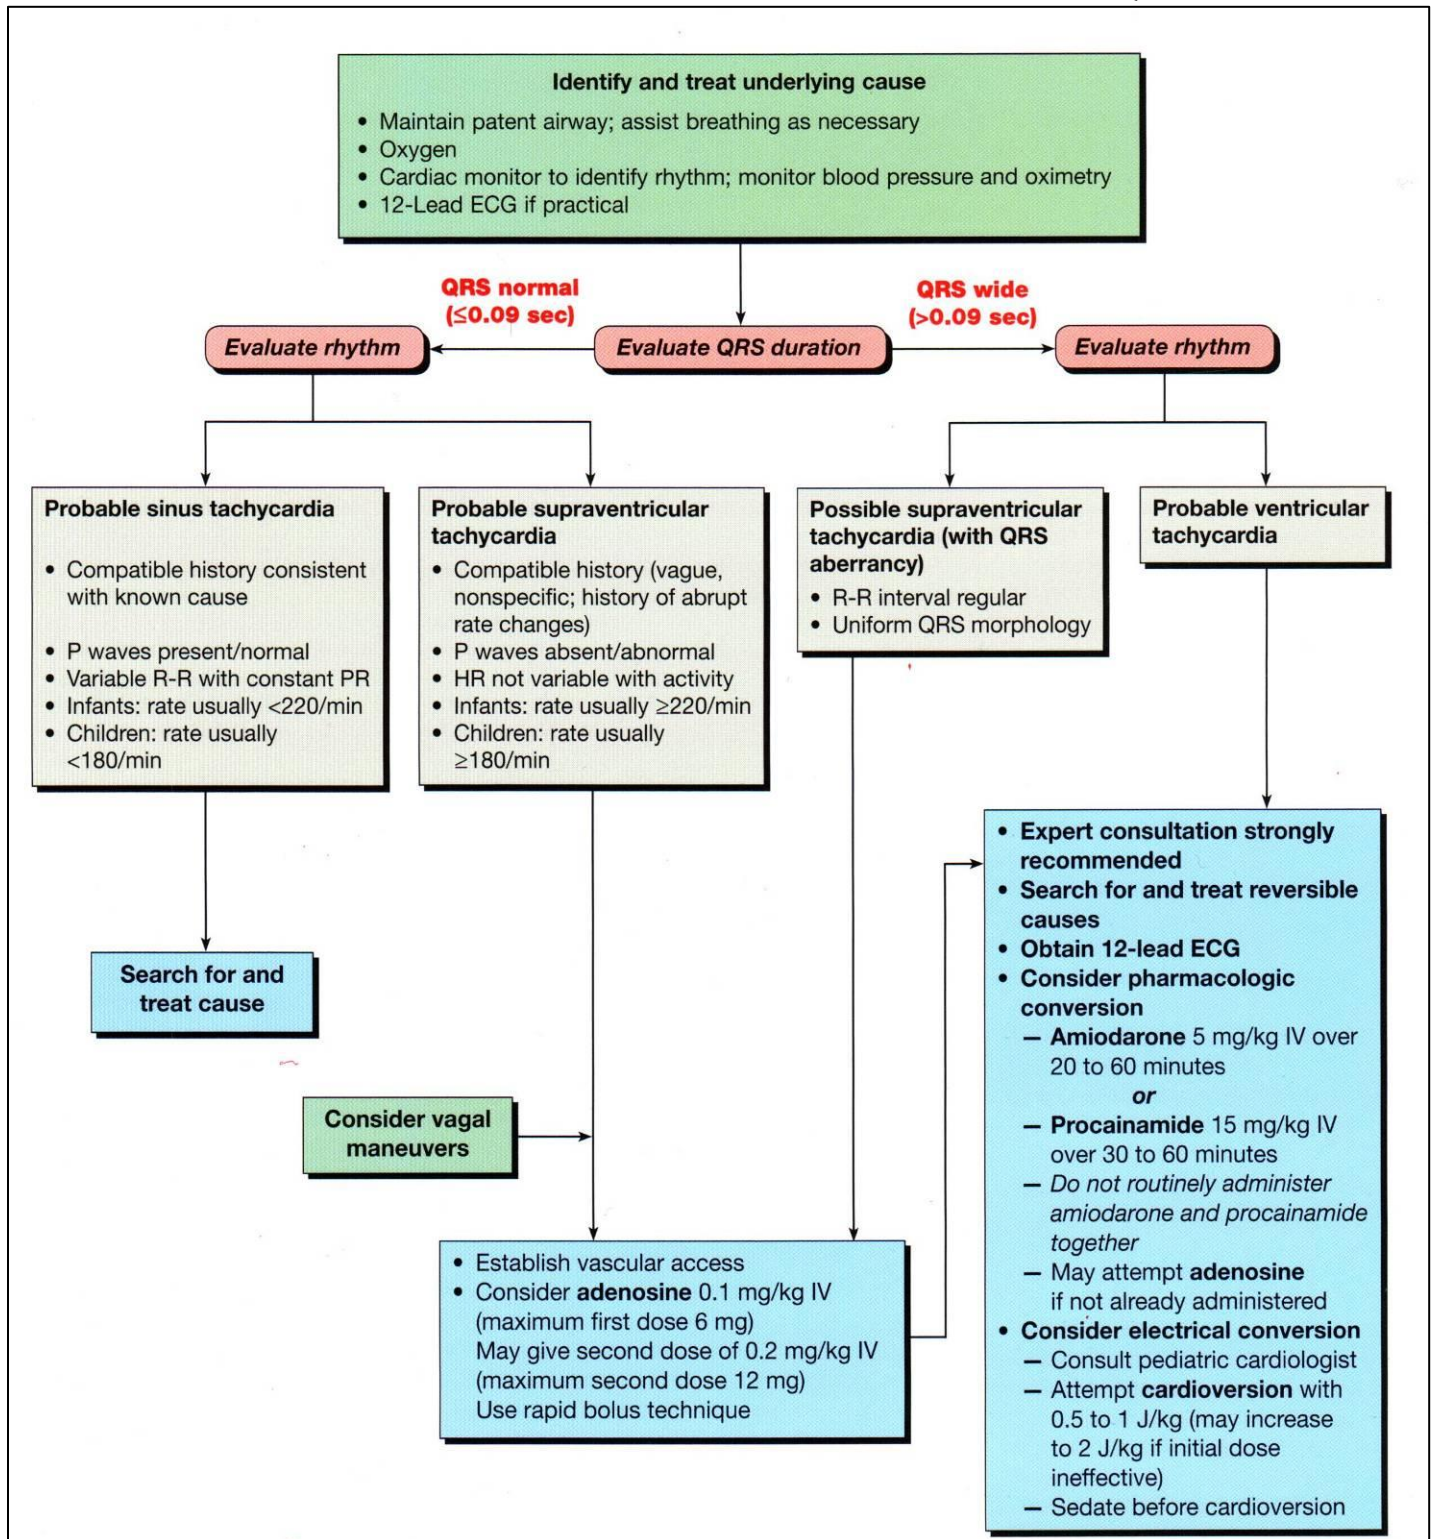 Identify and treat underlying cause
• Maintain patent airway; assist breathing as necessary
• Oxygen
• Cardiac monitor to identify rhythm; monitor blood pressure and oximetry
• 12-Lead ECG if practical
QRS normal
(≤0.09 sec)
QRS wide
(>0.09 sec)
Evaluate rhythm
Evaluate QRS duration
Evaluate rhythm
Probable sinus tachycardia
• Compatible history consistent
with known cause
• P waves present/normal
• Variable R-R with constant PR
• Infants: rate usually <220/min
• Children: rate usually
<180/min
Probable supraventricular
tachycardia
• Compatible history (vague,
nonspecific; history of abrupt
rate changes)
• P waves absent/abnormal
• HR not variable with activity
• Infants: rate usually ≥220/min
• Children: rate usually
≥180/min
Possible supraventricular
tachycardia (with QRS
aberrancy)
• R-R interval regular
• Uniform QRS morphology
Probable ventricular
tachycardia
Search for and
treat cause
Consider vagal
maneuvers
• Establish vascular access
• Consider adenosine 0.1 mg/kg IV
(maximum first dose 6 mg)
May give second dose of 0.2 mg/kg IV
(maximum second dose 12 mg)
Use rapid bolus technique
• Expert consultation strongly
recommended
• Search for and treat reversible
causes
• Obtain 12-lead ECG
• Consider pharmacologic
conversion
– Amiodarone 5 mg/kg IV over
20 to 60 minutes
or
– Procainamide 15 mg/kg IV
over 30 to 60 minutes
– Do not routinely administer
amiodarone and procainamide
together
– May attempt adenosine
if not already administered
• Consider electrical conversion
– Consult pediatric cardiologist
– Attempt cardioversion with
0.5 to 1 J/kg (may increase
to 2 J/kg if initial dose
ineffective)
– Sedate before cardioversion